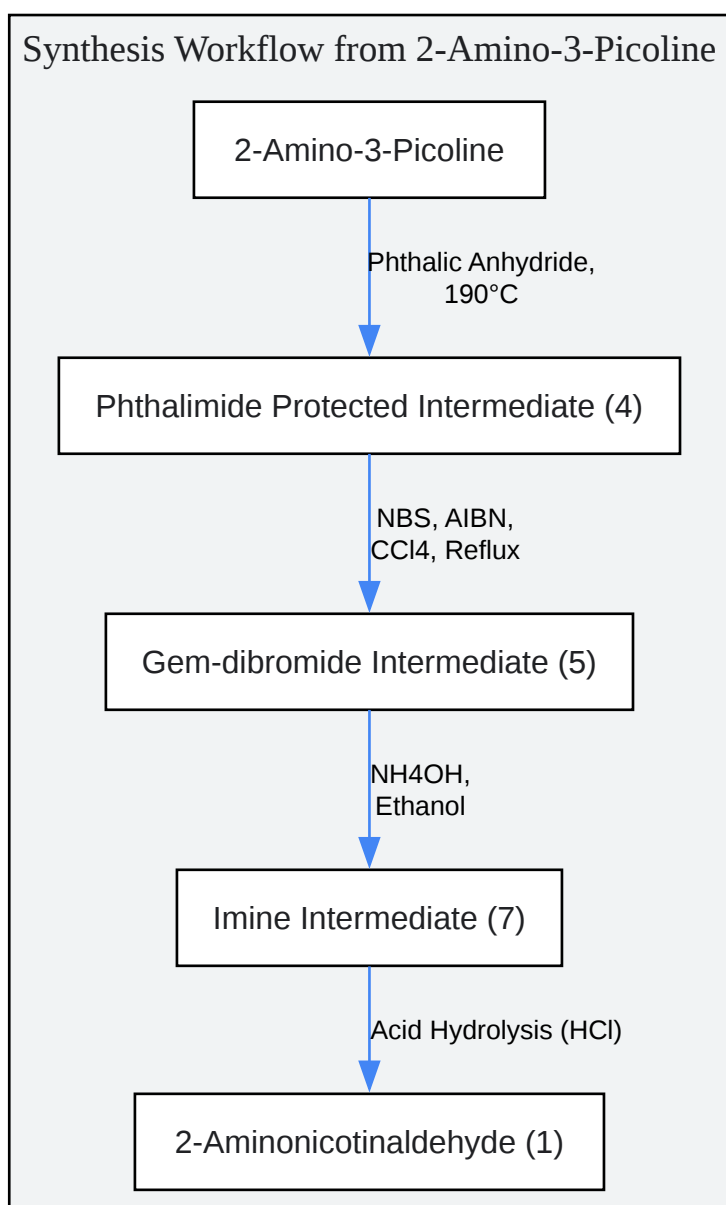 Synthesis Workflow from 2-Amino-3-Picoline
2-Amino-3-Picoline
Phthalic Anhydride,
190°C
Phthalimide Protected Intermediate (4)
NBS, AIBN,
CCl4, Reflux
Gem-dibromide Intermediate (5)
NH4OH,
Ethanol
Imine Intermediate (7)
Acid Hydrolysis (HCl)
2-Aminonicotinaldehyde (1)